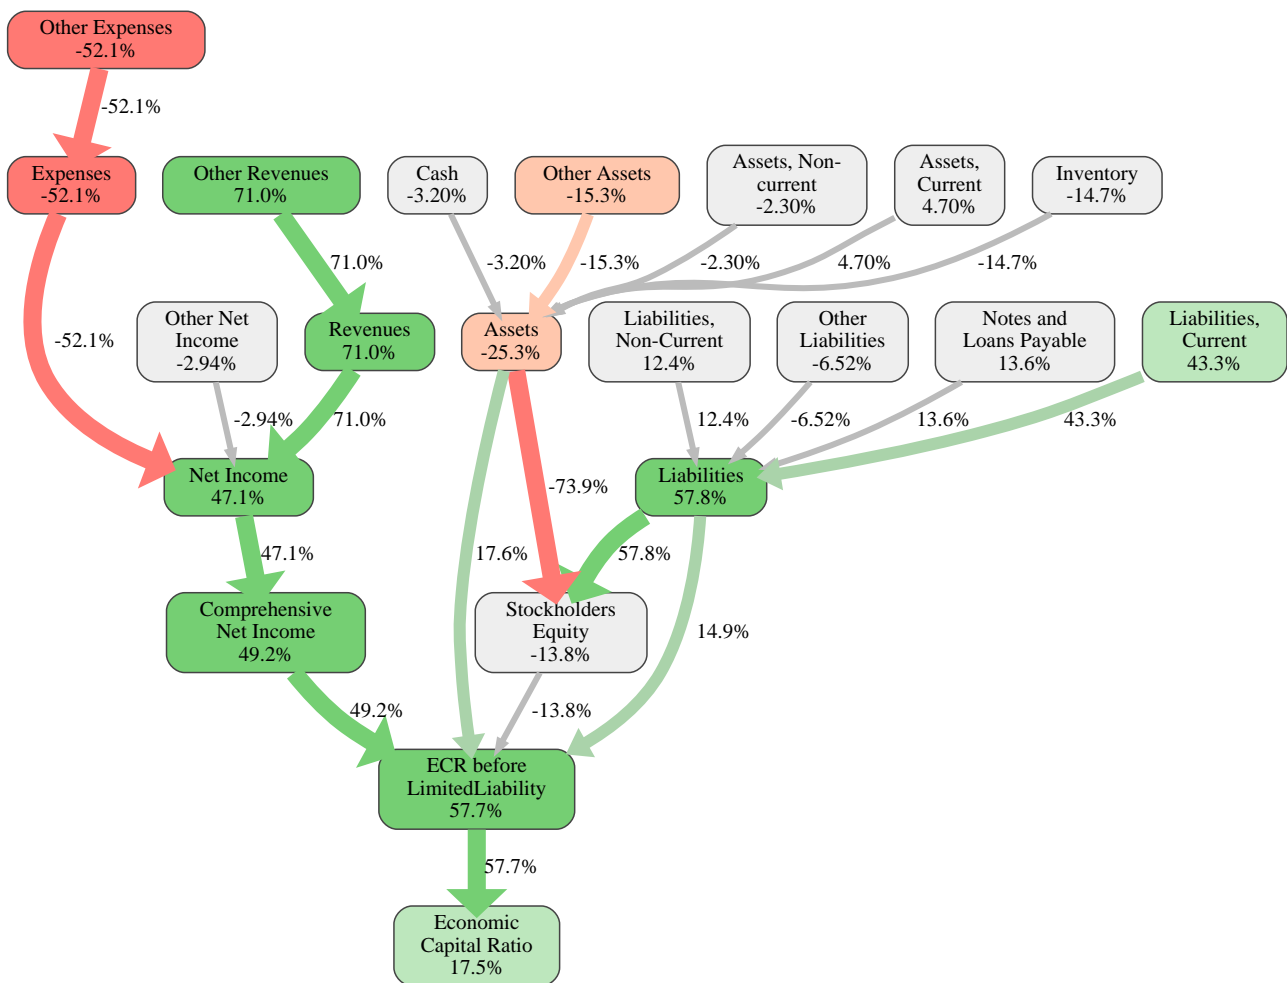 Other Expenses
-52.1%
-52.1%
Expenses
-52.1%
Other Revenues
71.0%
Cash
-3.20%
Other Assets
-15.3%
Assets, Non-
current
-2.30%
Assets,
Current
4.70%
Inventory
-14.7%
71.0%
-3.20%
-15.3%
-2.30%
4.70%
-14.7%
-52.1%
Other Net
Income
-2.94%
Revenues
71.0%
Assets
-25.3%
Liabilities,
Non-Current
12.4%
Other
Liabilities
-6.52%
Notes and
Loans Payable
13.6%
Liabilities,
Current
43.3%
-2.94%
71.0%
12.4%
-6.52%
13.6%
43.3%
Net Income
47.1%
-73.9%
Liabilities
57.8%
47.1%
17.6%
57.8%
14.9%
Comprehensive
Net Income
49.2%
Stockholders
Equity
-13.8%
49.2%
-13.8%
ECR before
LimitedLiability
57.7%
57.7%
Economic
Capital Ratio
17.5%